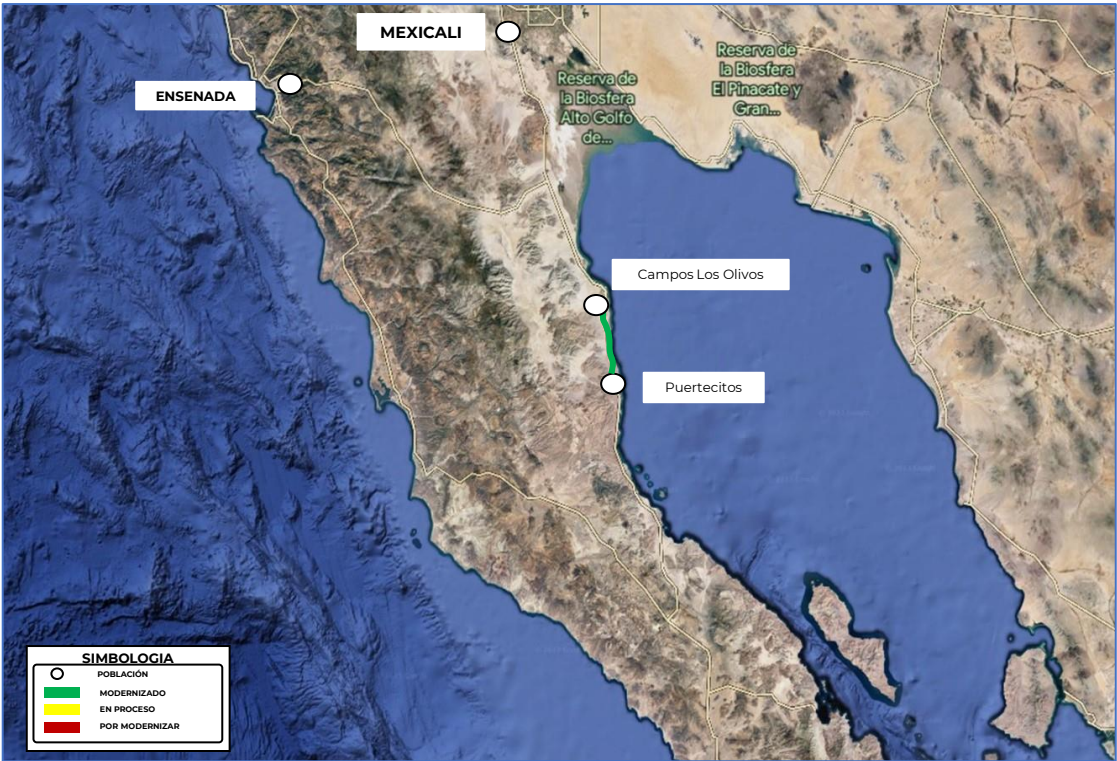 MEXICALI
Reserva de
la Biosfera
El Pinacate y
Gran...
Reserva de
la Biosfera
Alto Golfo
de...
ENSENADA
Campos Los Olivos
Puertecitos
SIMBOLOGIA
POBLACIÓN
MODERNIZADO
EN PROCESO
POR MODERNIZAR